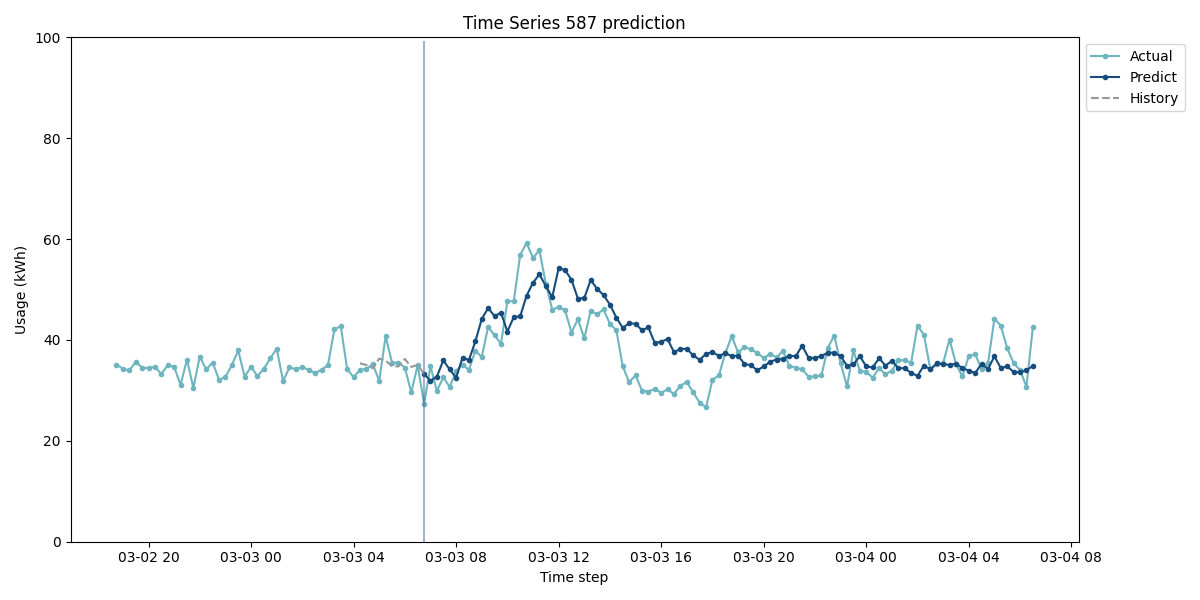 Time Series 587 prediction
100
80
60
40
20
0
Usage (kWh)
03-02 20
03-03 00
03-03 04
03-03 08
03-03 12
03-03 16
03-03 20
03-04 00
03-04 04
03-04 08
Time step
Actual
Predict
History